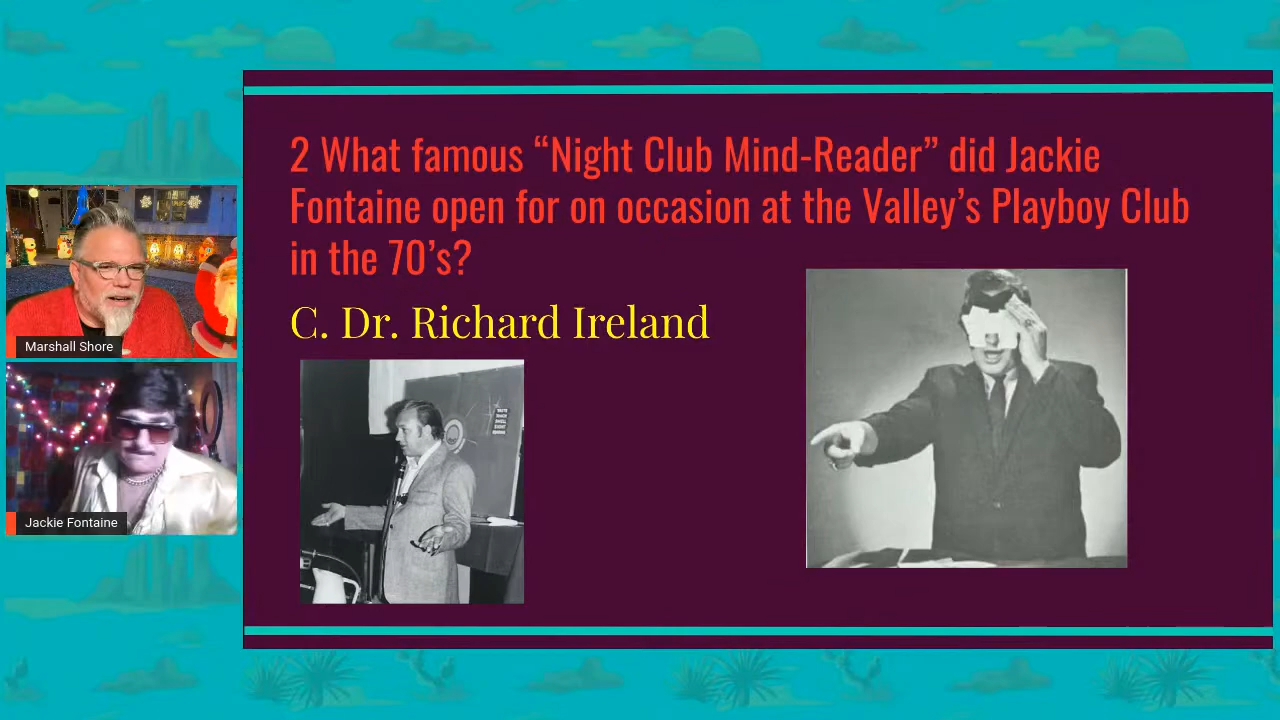 2 What famous “Night Club Mind-Reader” did Jackie
Fontaine open for on occasion at the Valley’s Playboy Club
in the 70’s?
C. Dr. Richard Ireland
Marshall Shore
Jackie Fontaine